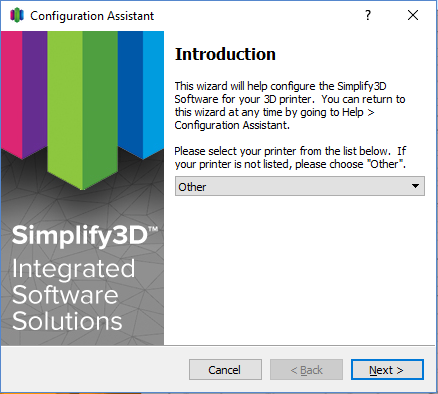 Configuration Assistant
?
Introduction
This wizard will help configure the Simplify3D
Software for your 3D printer.  You can return
to this wizard at any time by going to Help >
Configuration Assistant.
Please select your printer from the list below.  If
your printer is not listed, please choose "Other".
Other
Simplify3D™
Integrated
Software
Solutions
Cancel
< Back
Next >